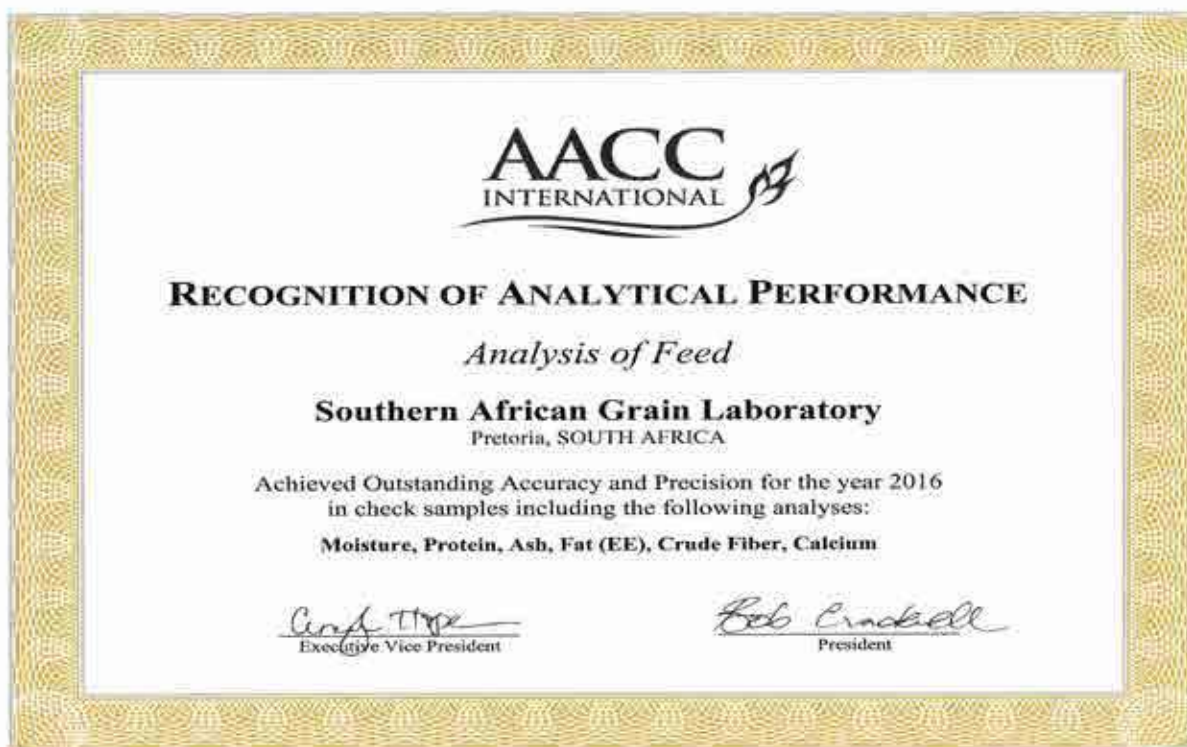 AACC
INTERNATIONAL
RECOGNITION OF ANALYTICAL PERFORMANCE
Analysis of Feed
Southern African Grain Laboratory
Pretoria, SOUTH AFRICA
Achieved Outstanding Accuracy and Precision for the year 2016
in check samples including the following analyses:
Moisture, Protein, Ash, Fat (EE), Crude Fiber, Calcium
Bob Cracknell
Executive Vice President
President